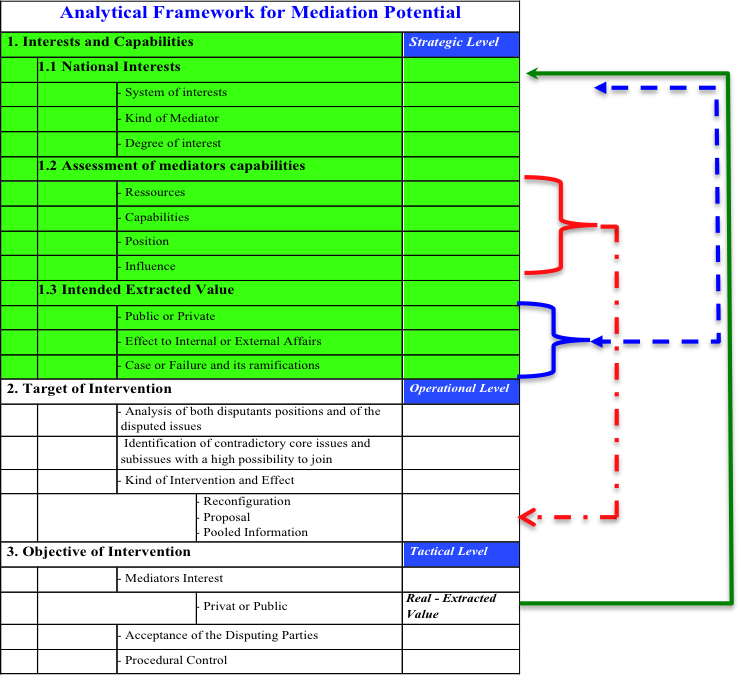 Analytical Framework for Mediation Potential
1. Interests and Capabilities
Strategic Level
1.1 National Interests
- System of interests
- Kind of Mediator
- Degree of interest
1.2 Assessment of mediators capabilities
- Ressources
- Capabilities
- Position
- Influence
1.3 Intended Extracted Value
- Public or Private
- Effect to Internal or External Affairs
- Case or Failure and its ramifications
2. Target of Intervention
Operational Level
- Analysis of both disputants positions and of the
disputed issues
Identification of contradictory core issues and
subissues with a high possibility to join
- Kind of Intervention and Effect
- Reconfiguration
- Proposal
- Pooled Information
3. Objective of Intervention
Tactical Level
- Mediators Interest
- Privat or Public
Real - Extracted
Value
- Acceptance of the Disputing Parties
- Procedural Control